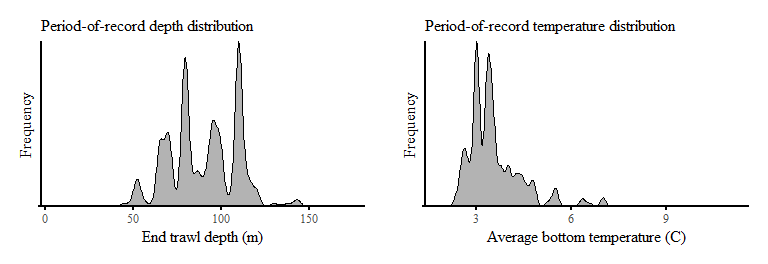 Period-of-record depth distribution
Frequency
0 50 100 150
End trawl depth (m)
Period-of-record temperature distribution
Frequency
3 6 9
Average bottom temperature (C)